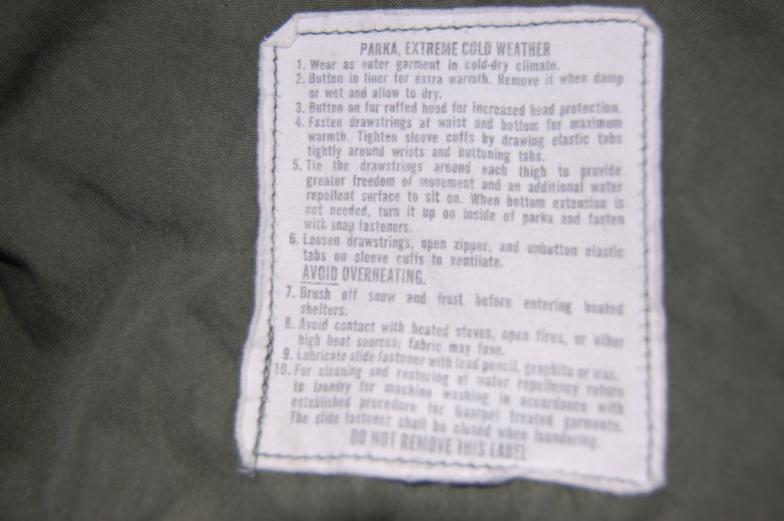 PARKA, EXTREME COLD WEATHER
1. Wear as outer garment in cold-dry climate.
2. Button in liner for extra warmth. Remove it when damp
or wet and allow to dry.
3. Button on fur ruffed hood for increased head protection.
4. Fasten drawstrings at waist and bottom for maximum
warmth. Tighten sleeve cuffs by drawing elastic tabs
tightly around wrists and buttoning tabs.
5. Tie the drawstrings around each thigh to provide
greater freedom of movement and an additional water
repellent surface to sit on. When bottom extension is
not needed, turn it up on inside of parka and fasten
with snap fasteners.
6. Loosen drawstrings, open zipper, and unbutton elastic
tabs on sleeve cuffs to ventilate.
AVOID OVERHEATING.
7. Brush off snow and frost before entering heated
shelters.
8. Avoid contact with heated stoves, open fires, or other
high heat sources; fabric may fuse.
9. Lubricate slide fastener with lead pencil, graphite or wax.
10. For cleaning and restoring of water repellency return
to laundry for machine washing in accordance with
established procedure for Quarpel treated garments.
The slide fastener shall be closed when laundering.
DO NOT REMOVE THIS LABEL